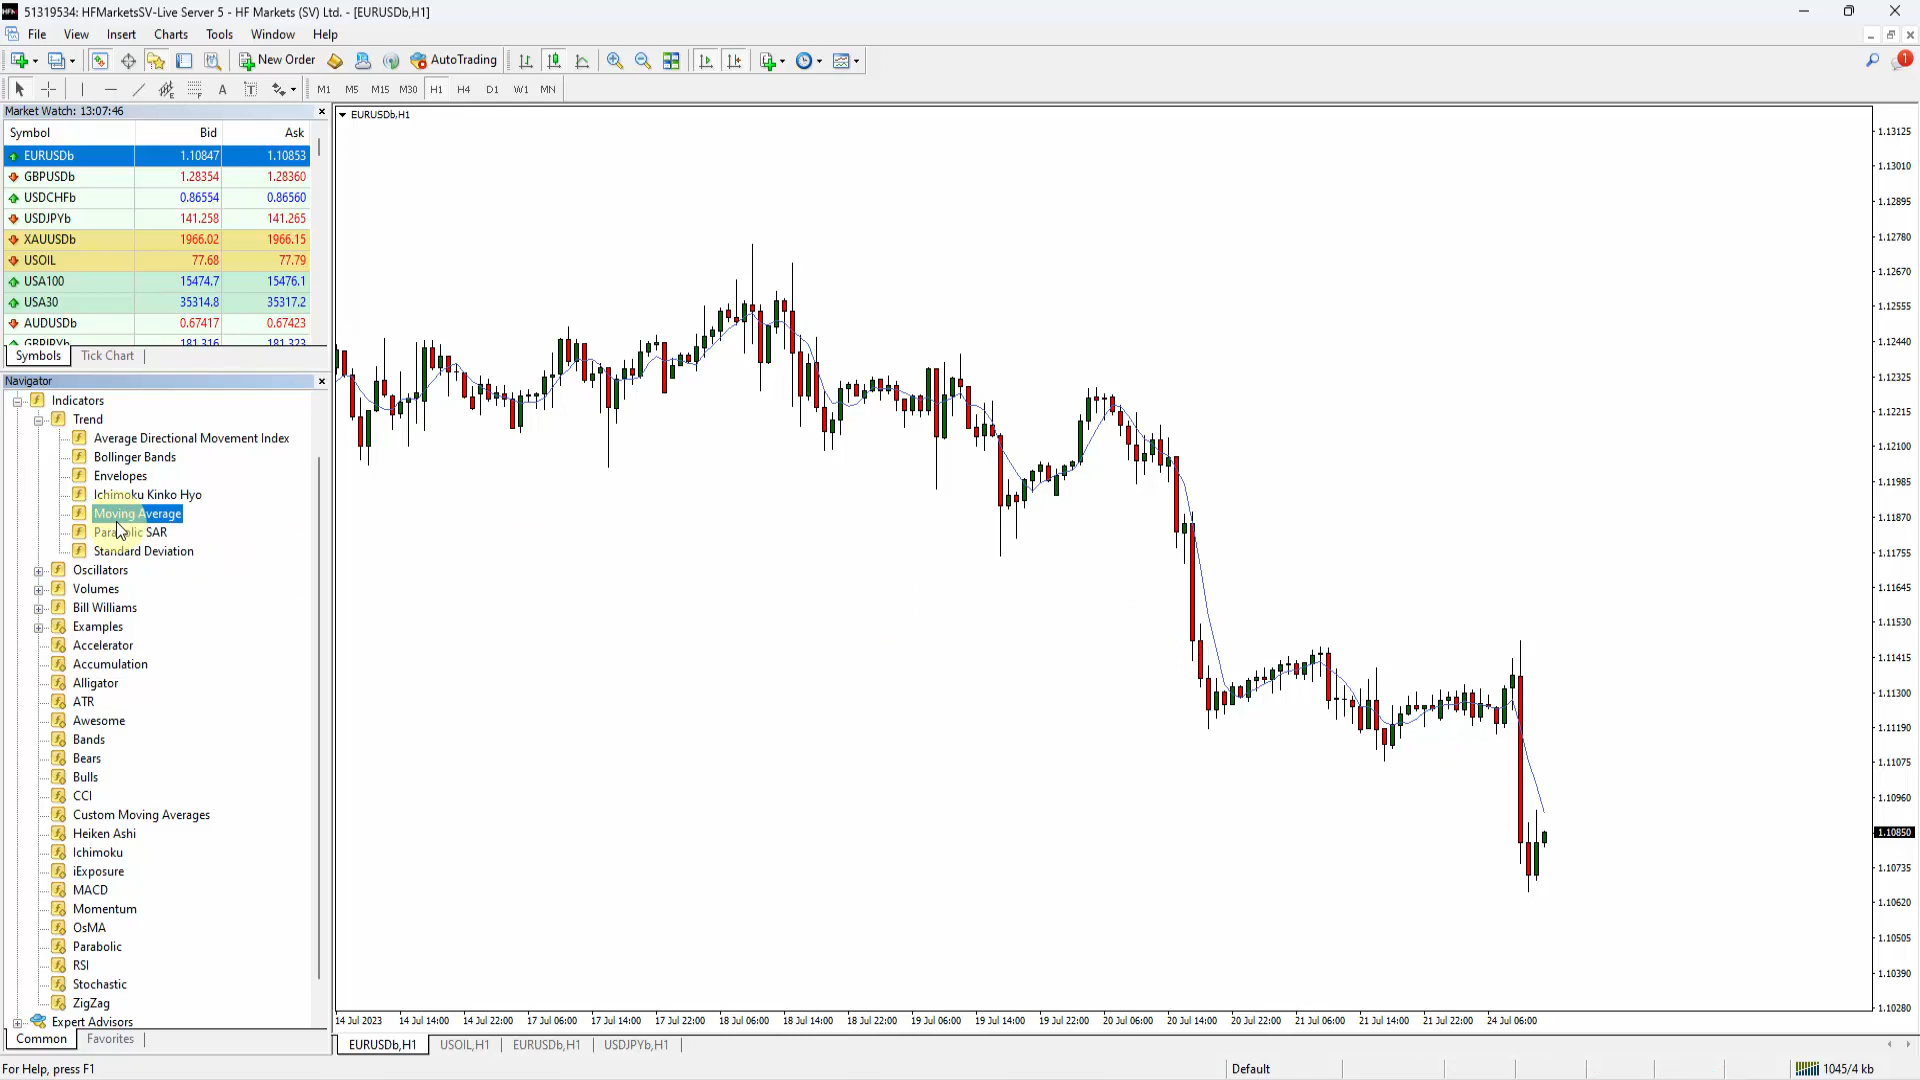 51319534: HFMarketsSV-Live Server 5 - HF Markets (SV) Ltd. - [EURUSDb,H1]
File View Insert Charts Tools Window Help
New Order AutoTrading 1
A T M1 M5 M15 M30 H1 H4 D1 W1 MN
Market Watch: 13:07:46
Symbol Bid Ask
EURUSDb 1.10847 1.10853
GBPUSDb 1.28354 1.28360
USDCHFb 0.86554 0.86560
USDJPYb 141.258 141.265
XAUUSDb 1966.02 1966.15
USOIL 77.68 77.79
USA100 15474.7 15476.1
USA30 35314.8 35317.2
AUDUSDb 0.67417 0.67423
GBPJPYb 181.316 181.323
Symbols Tick Chart
Navigator
Indicators
Trend
Average Directional Movement Index
Bollinger Bands
Envelopes
Ichimoku Kinko Hyo
Moving Average
Parabolic SAR
Standard Deviation
Oscillators
Volumes
Bill Williams
Examples
Accelerator
Accumulation
Alligator
ATR
Awesome
Bands
Bears
Bulls
CCI
Custom Moving Averages
Heiken Ashi
Ichimoku
iExposure
MACD
Momentum
OsMA
Parabolic
RSI
Stochastic
ZigZag
Expert Advisors
Common Favorites
EURUSDb,H1
1.13125
1.13010
1.12895
1.12780
1.12670
1.12555
1.12440
1.12325
1.12215
1.12100
1.11985
1.11870
1.11755
1.11645
1.11530
1.11415
1.11300
1.11190
1.11075
1.10960
1.10850
1.10735
1.10620
1.10505
1.10390
1.10280
14 Jul 2023 14 Jul 14:00 14 Jul 22:00 17 Jul 06:00 17 Jul 14:00 17 Jul 22:00 18 Jul 06:00 18 Jul 14:00 18 Jul 22:00 19 Jul 06:00 19 Jul 14:00 19 Jul 22:00 20 Jul 06:00 20 Jul 14:00 20 Jul 22:00 21 Jul 06:00 21 Jul 14:00 21 Jul 22:00 24 Jul 06:00
EURUSDb,H1 USOIL,H1 EURUSDb,H1 USDJPYb,H1
For Help, press F1 Default 1045/4 kb